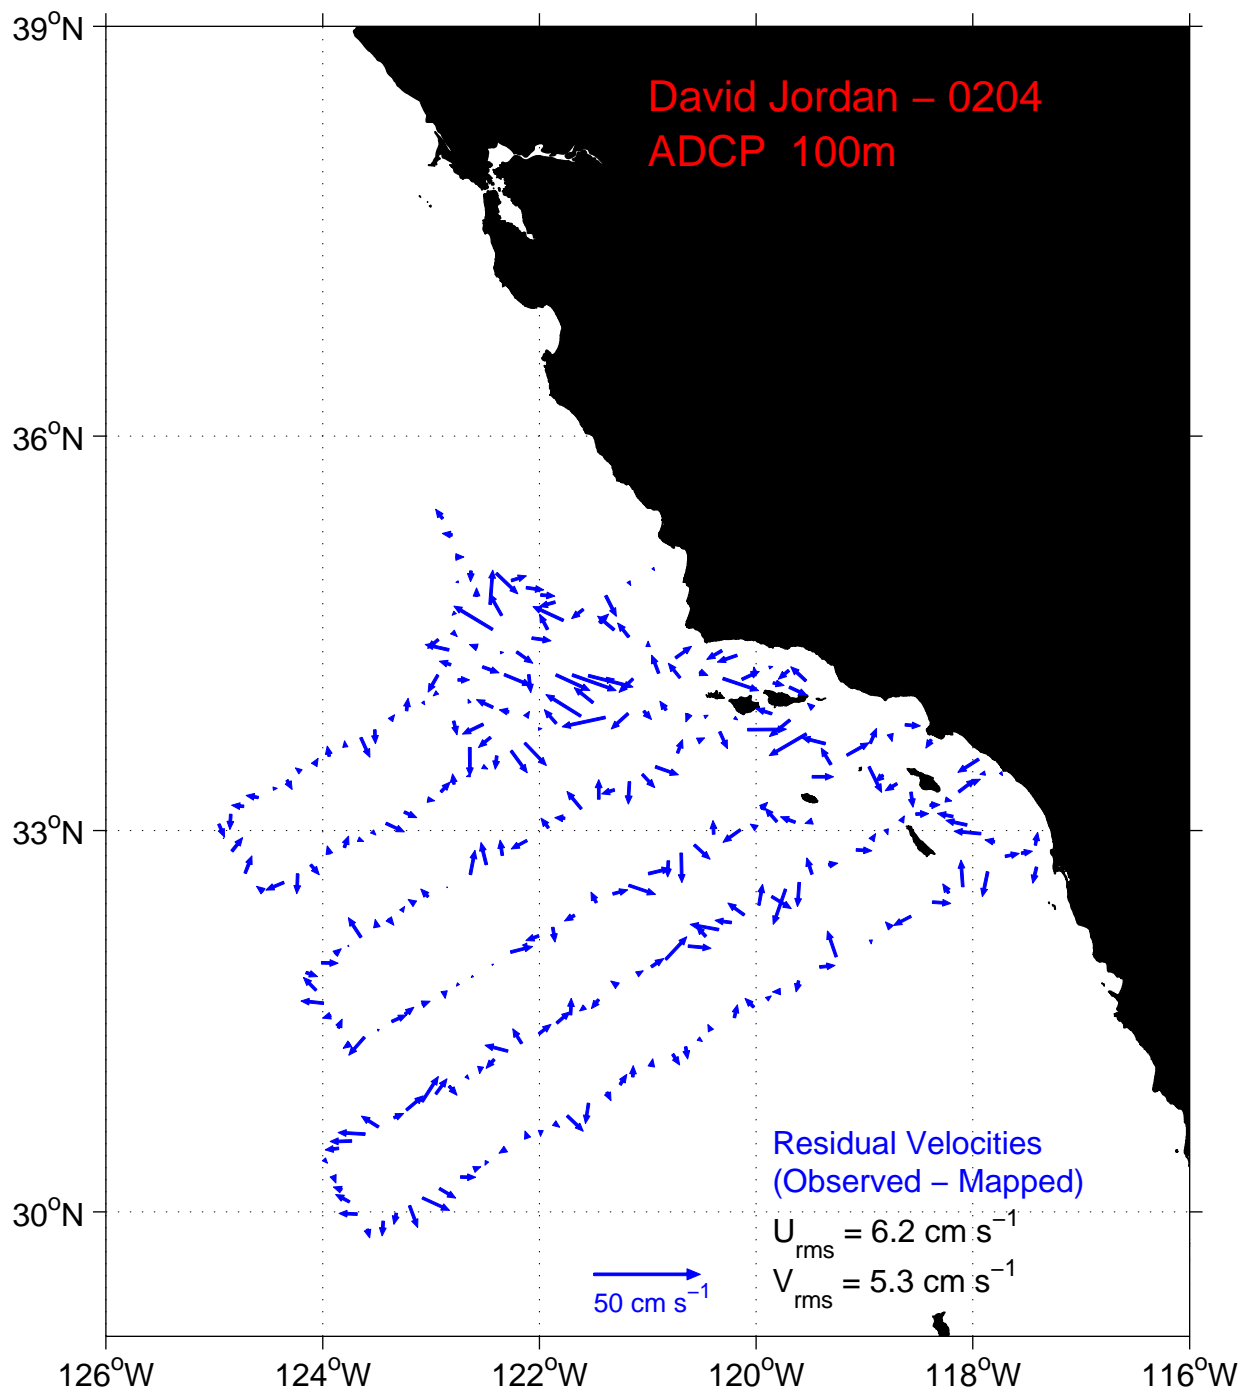 39°N
David Jordan – 0204
ADCP 100m
36°N
33°N
30°N
Residual Velocities
(Observed – Mapped)
U_rms = 6.2 cm s⁻¹
V_rms = 5.3 cm s⁻¹
50 cm s⁻¹
126°W 124°W 122°W 120°W 118°W 116°W